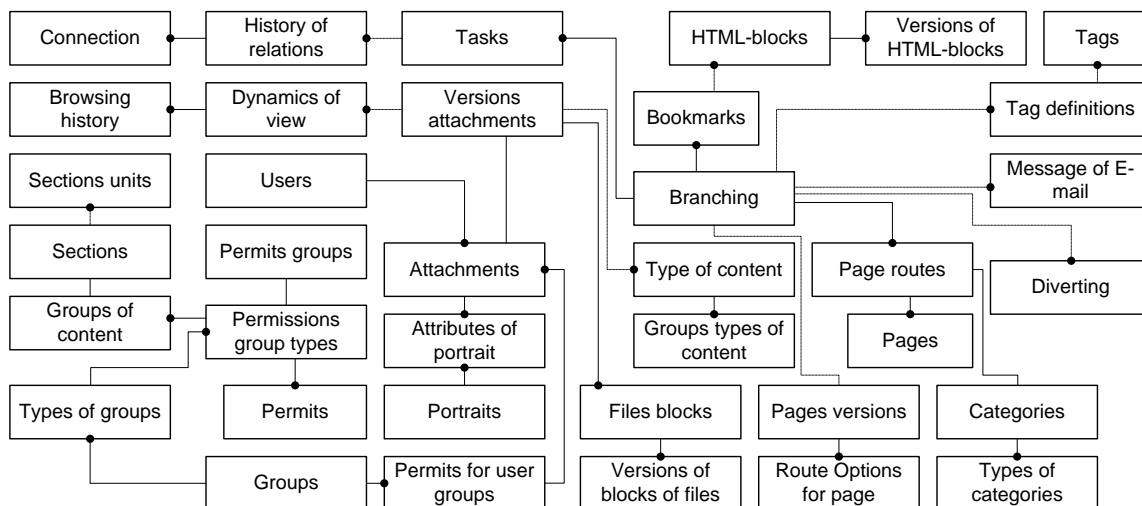 Connection
History of
relations
Tasks
HTML-blocks
Versions of
HTML-blocks
Tags
Browsing
history
Dynamics of
view
Versions
attachments
Bookmarks
Tag definitions
Sections units
Users
Branching
Message of E-
mail
Sections
Permits groups
Attachments
Type of content
Page routes
Diverting
Groups of
content
Permissions
group types
Attributes of
portrait
Groups types of
content
Pages
Types of groups
Permits
Portraits
Files blocks
Pages versions
Categories
Groups
Permits for user
groups
Versions of
blocks of files
Route Options
for page
Types of
categories